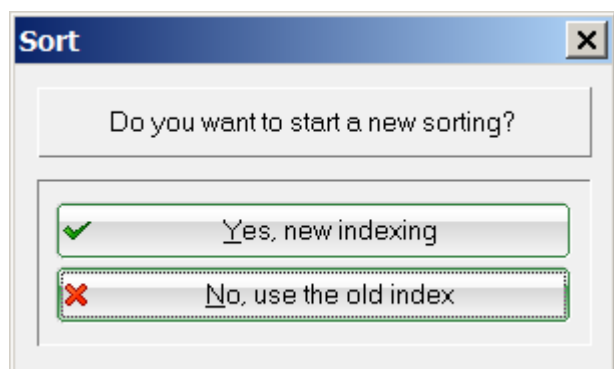 Sort
Do you want to start a new sorting?
Yes, new indexing
No, use the old index